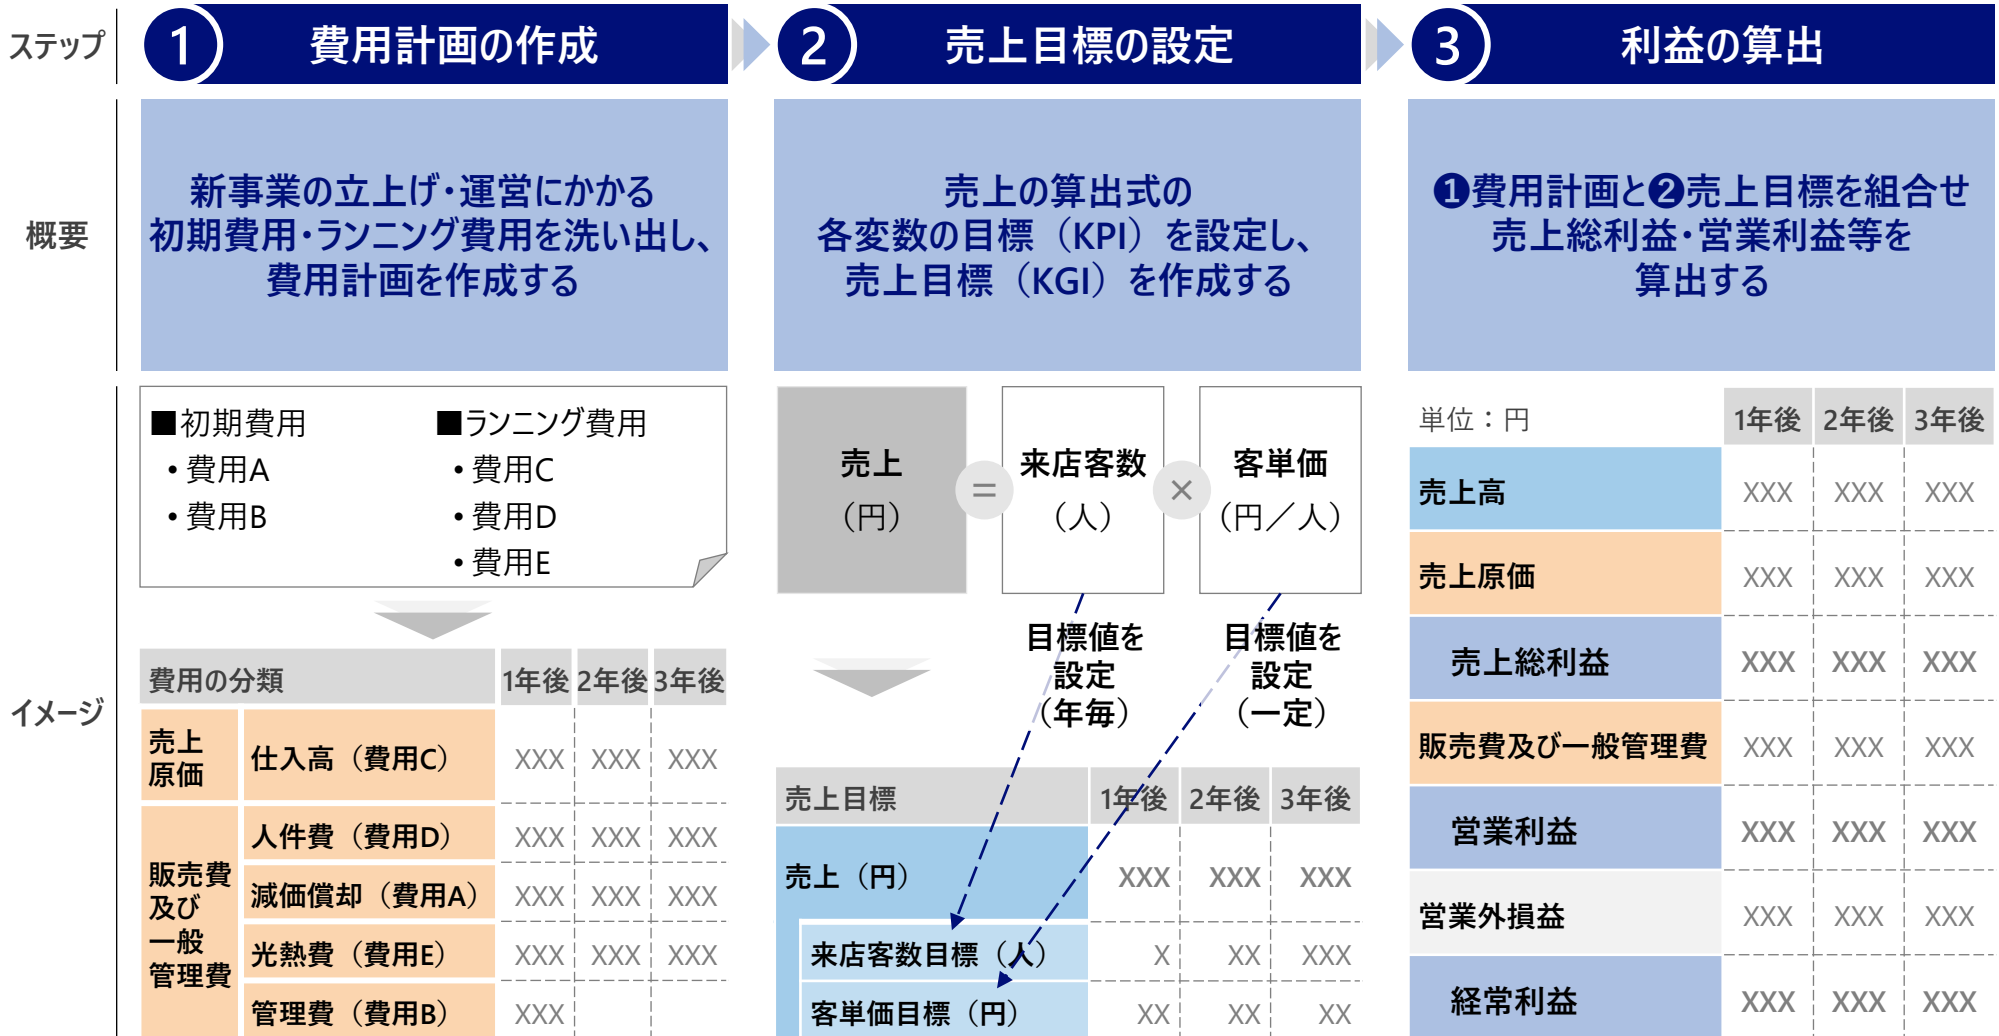 ステップ
1 費用計画の作成
2 売上目標の設定
3 利益の算出
概要
新事業の立上げ・運営にかかる
初期費用・ランニング費用を洗い出し、
費用計画を作成する
売上の算出式の
各変数の目標（KPI）を設定し、
売上目標（KGI）を作成する
❶費用計画と❷売上目標を組合せ
売上総利益・営業利益等を
算出する
イメージ
■初期費用
• 費用A
• 費用B
■ランニング費用
• 費用C
• 費用D
• 費用E
費用の分類 1年後 2年後 3年後
売上
原価
仕入高（費用C） XXX XXX XXX
販売費
及び
一般
管理費
人件費（費用D） XXX XXX XXX
減価償却（費用A） XXX XXX XXX
光熱費（費用E） XXX XXX XXX
管理費（費用B） XXX
売上
（円）
=
来店客数
（人）
×
客単価
（円／人）
目標値を
設定
（年毎）
目標値を
設定
（一定）
売上目標 1年後 2年後 3年後
売上（円） XXX XXX XXX
来店客数目標（人） X XX XXX
客単価目標（円） XX XX XX
単位：円 1年後 2年後 3年後
売上高 XXX XXX XXX
売上原価 XXX XXX XXX
売上総利益 XXX XXX XXX
販売費及び一般管理費 XXX XXX XXX
営業利益 XXX XXX XXX
営業外損益 XXX XXX XXX
経常利益 XXX XXX XXX